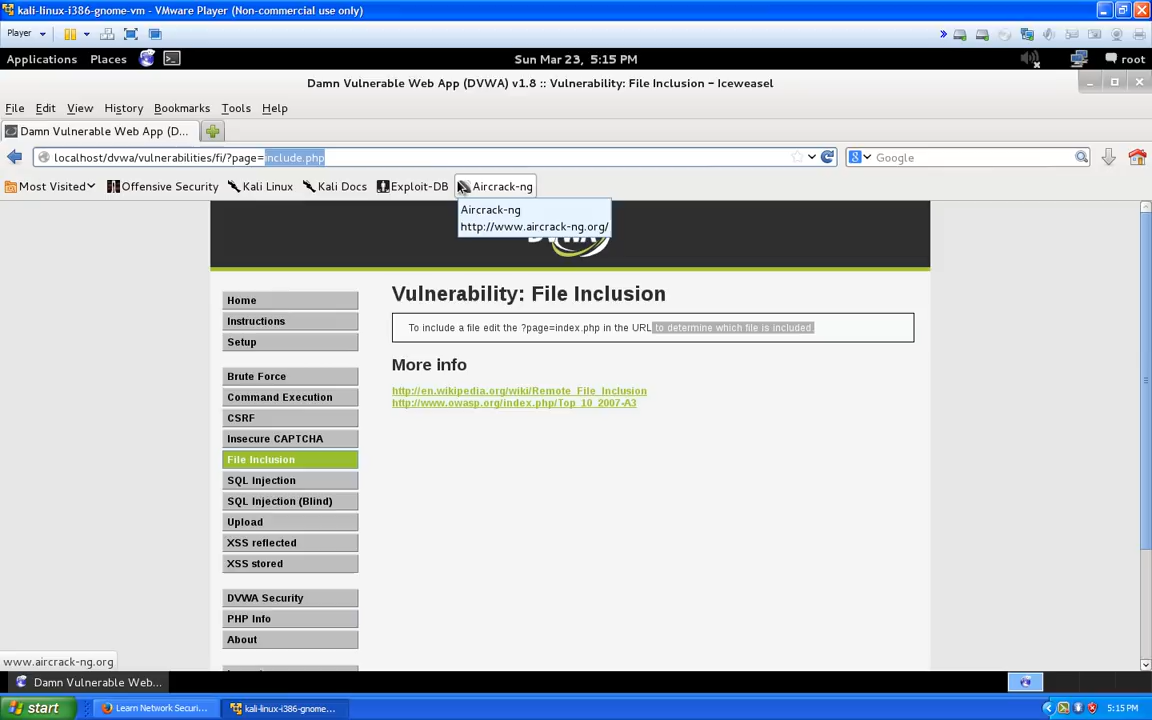 kali-linux-i386-gnome-vm - VMware Player (Non-commercial use only)
Player
Applications Places Sun Mar 23, 5:15 PM root
Damn Vulnerable Web App (DVWA) v1.8 :: Vulnerability: File Inclusion - Iceweasel
File Edit View History Bookmarks Tools Help
Damn Vulnerable Web App (D...
localhost/dvwa/vulnerabilities/fi/?page=include.php Google
Most Visited Offensive Security Kali Linux Kali Docs Exploit-DB Aircrack-ng
Aircrack-ng
http://www.aircrack-ng.org/
DVWA
Vulnerability: File Inclusion
To include a file edit the ?page=index.php in the URL to determine which file is included.
More info
http://en.wikipedia.org/wiki/Remote_File_Inclusion
http://www.owasp.org/index.php/Top_10_2007-A3
Home
Instructions
Setup
Brute Force
Command Execution
CSRF
Insecure CAPTCHA
File Inclusion
SQL Injection
SQL Injection (Blind)
Upload
XSS reflected
XSS stored
DVWA Security
PHP Info
About
www.aircrack-ng.org
Damn Vulnerable Web...
start Learn Network Securi... kali-linux-i386-gnome... 5:15 PM